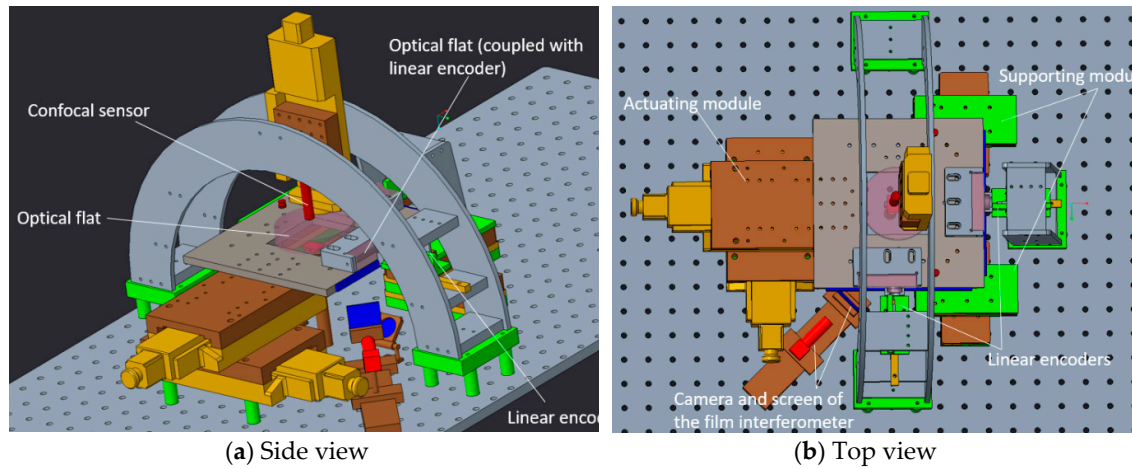 Optical flat (coupled with
linear encoder)
Confocal sensor
Optical flat
Linear enco
Supporting modu
Actuating module
Linear encoders
Camera and screen of
the film interferometer
(a) Side view
(b) Top view